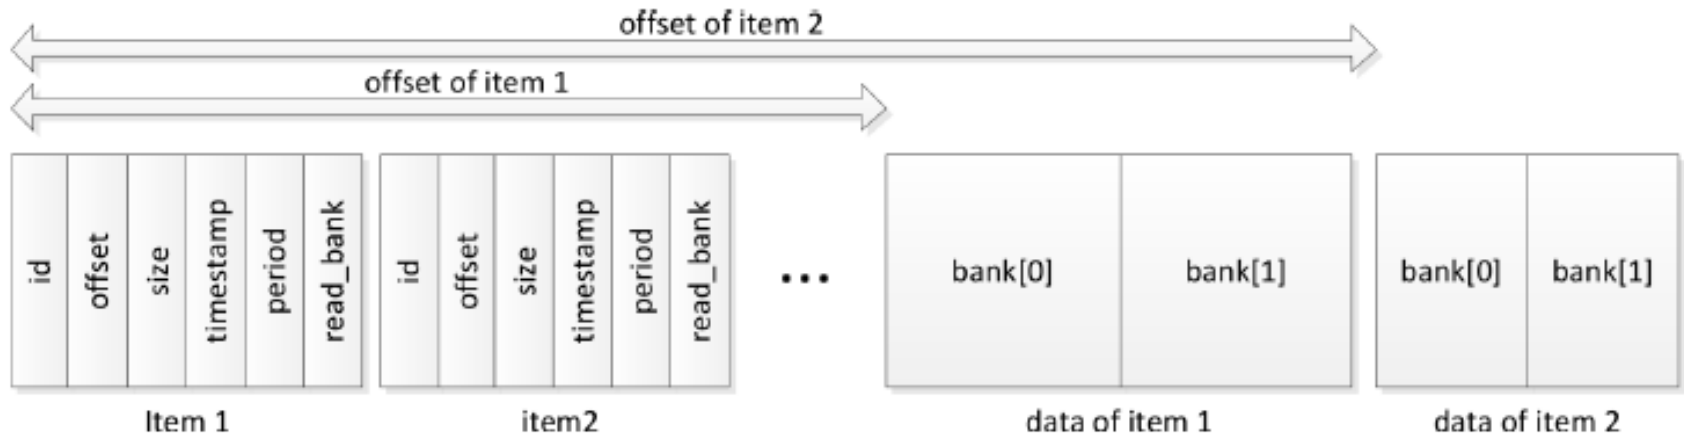 offset of item 2
offset of item 1
id offset size timestamp period read_bank id offset size timestamp period read_bank ... bank[0] bank[1] bank[0] bank[1]
Item 1 item2 data of item 1 data of item 2